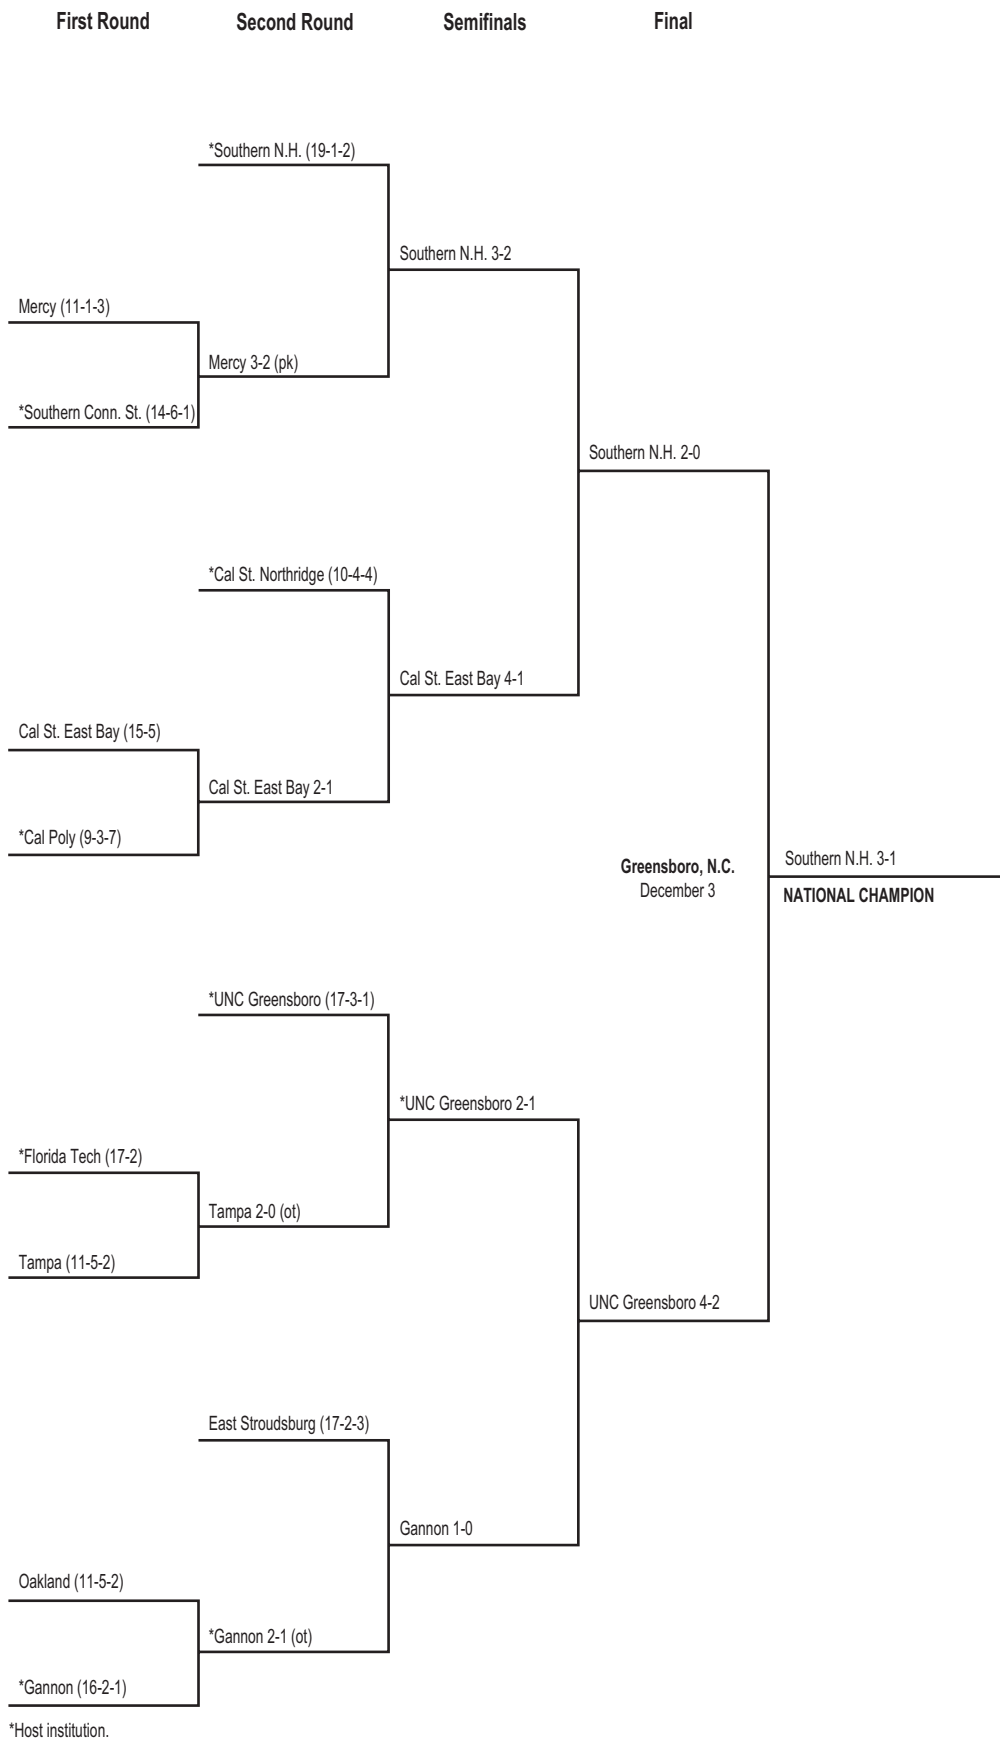 First Round Second Round Semifinals Final
*Southern N.H. (19-1-2)
Southern N.H. 3-2
Mercy (11-1-3)
Mercy 3-2 (pk)
*Southern Conn. St. (14-6-1)
Southern N.H. 2-0
*Cal St. Northridge (10-4-4)
Cal St. East Bay 4-1
Cal St. East Bay (15-5)
Cal St. East Bay 2-1
*Cal Poly (9-3-7)
Southern N.H. 3-1
Greensboro, N.C.
December 3
NATIONAL CHAMPION
*UNC Greensboro (17-3-1)
*UNC Greensboro 2-1
*Florida Tech (17-2)
Tampa 2-0 (ot)
Tampa (11-5-2)
UNC Greensboro 4-2
East Stroudsburg (17-2-3)
Gannon 1-0
Oakland (11-5-2)
*Gannon 2-1 (ot)
*Gannon (16-2-1)
*Host institution.